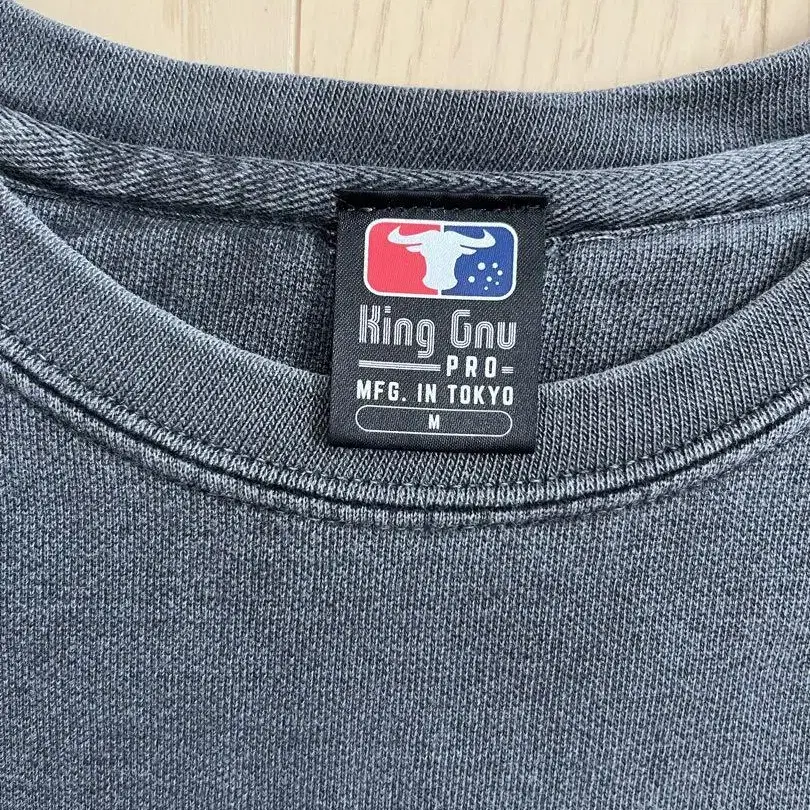 King Gnu
PRO
MFG. IN TOKYO
M